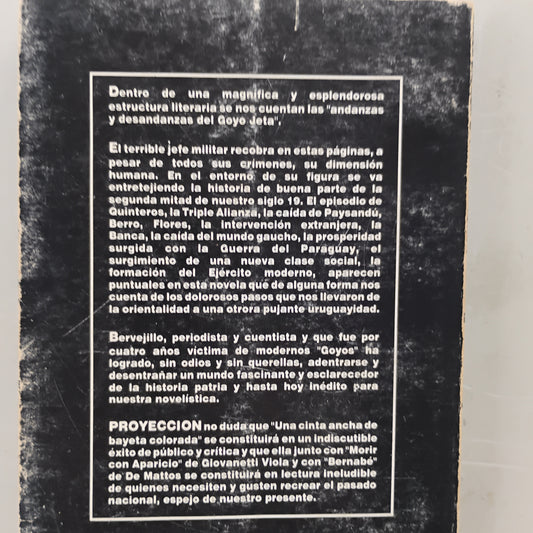 Dentro de una magnífica y esplendorosa
estructura literaria se nos cuentan las "andanzas
y desandanzas del Goyo Jeta".
El terrible jefe militar recobra en estas páginas, a
pesar de todos sus crímenes, su dimensión
humana. En el entorno de su figura se va
entretejiendo la historia de buena parte de la
segunda mitad de nuestro siglo 19. El episodio de
Quinteros, la Triple Alianza, la caída de Paysandú,
Berro, Flores, la intervención extranjera, la
Banca, la caída del mundo gaucho, la prosperidad
surgida con la Guerra del Paraguay, el
surgimiento de una nueva clase social, la
formación del Ejército moderno, aparecen
puntuales en esta novela que de alguna forma nos
cuenta de los dolorosos pasos que nos llevaron de
la orientalidad a una otrora pujante uruguayidad.
Bervejillo, periodista y cuentista y que fue por
cuatro años víctima de modernos "Goyos" ha
logrado, sin odios y sin querellas, adentrarse y
desentrañar un mundo fascinante y esclarecedor
de la historia patria y hasta hoy inédito para
nuestra novelística.
PROYECCION no duda que "Una cinta ancha de
bayeta colorada" se constituirá en un indiscutible
éxito de público y crítica y que ella junto con "Morir
con Aparicio" de Giovanetti Viola y con "Bernabé"
de De Mattos se constituirá en lectura ineludible
de quienes necesiten y gusten recrear el pasado
nacional, espejo de nuestro presente.